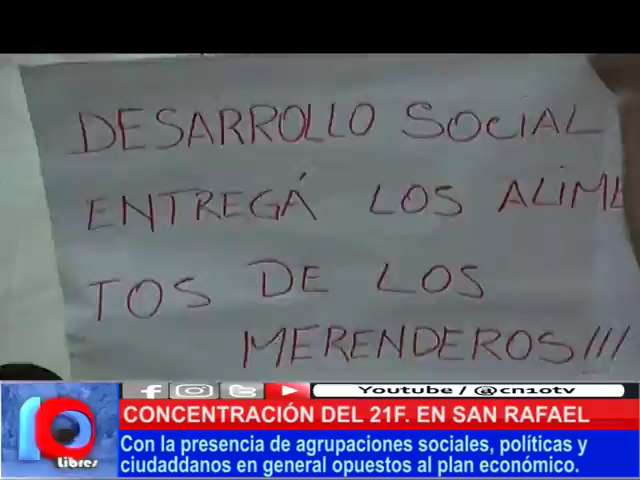 DESARROLLO SOCIAL
ENTREGÁ LOS
TOS DE LOS
MERENDEROS///
Youtube / @cn10tv
CONCENTRACIÓN DEL 21F. EN SAN RAFAEL
Con la presencia de agrupaciones sociales, políticas y
ciudaddanos en general opuestos al plan económico.
10
Libres